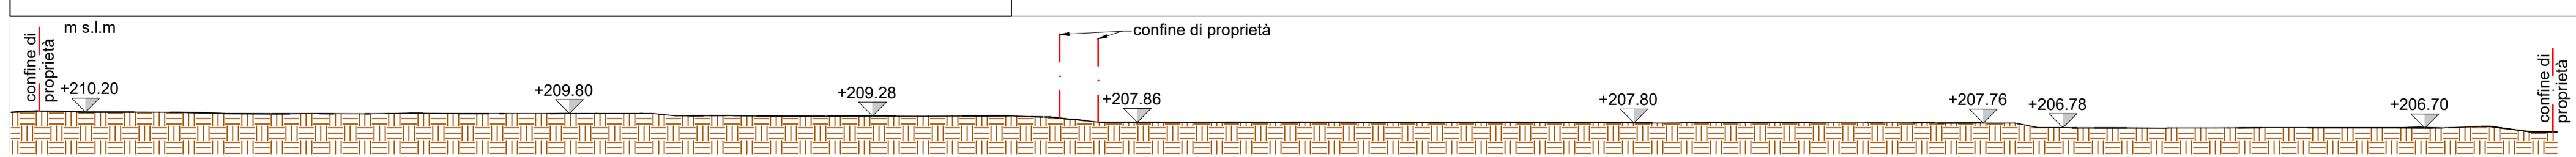 confine di
proprietà
m s.l.m
+210.20
+209.80
+209.28
confine di proprietà
+207.86
+207.80
+207.76
+206.78
+206.70
confine di
proprietà